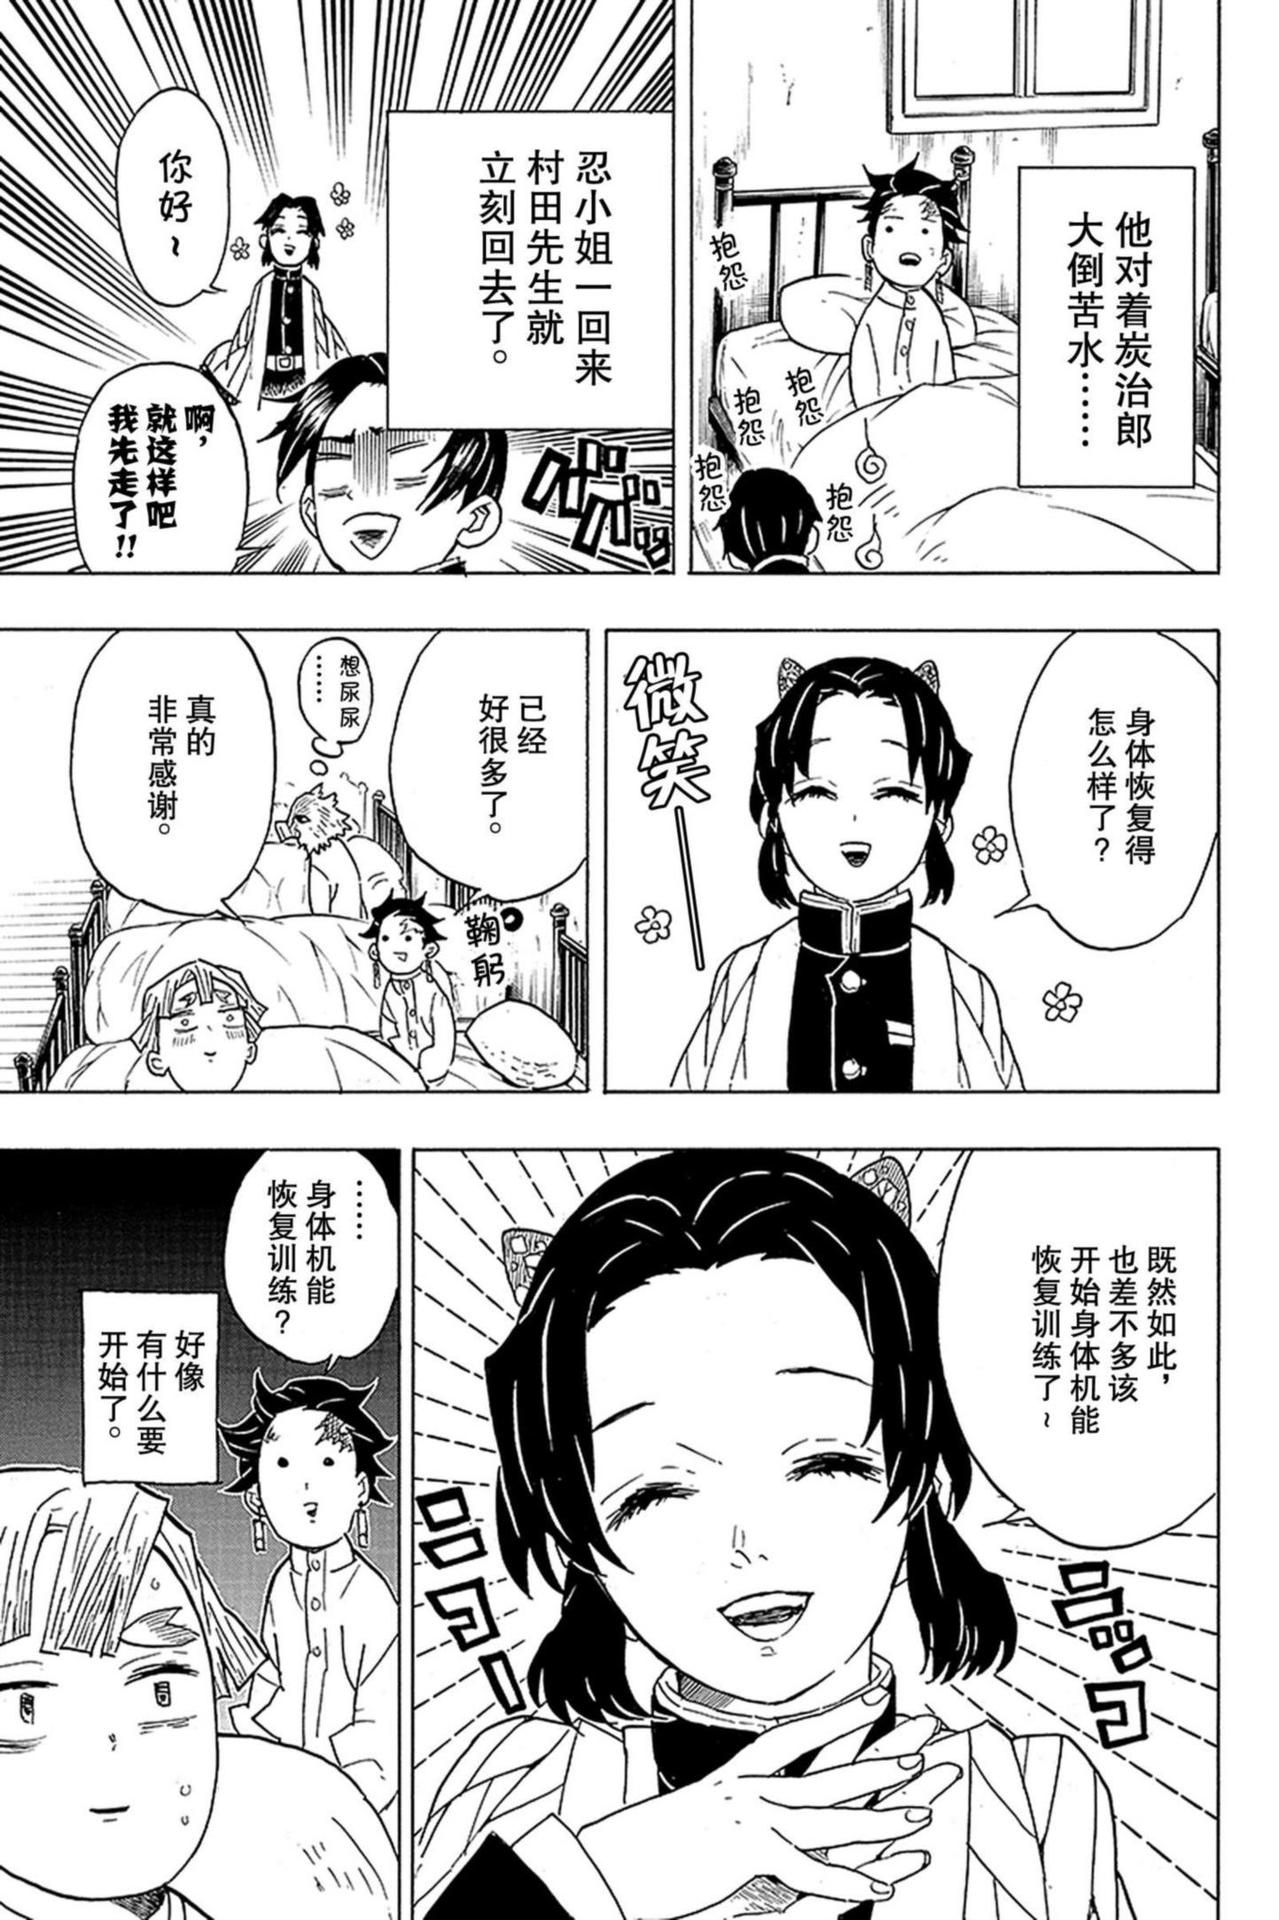 他对着炭治郎
大倒苦水……
抱怨
抱怨
抱怨
抱怨
抱怨
忍小姐一回来
村田先生就
立刻回去了。
你好~
啊，
就这样吧
我先走了!!
身体恢复得
怎么样了？
微笑——
已经
好很多了。
鞠躬
想尿尿
……
真的
非常感谢。
既然如此，
也差不多该
开始身体机能
恢复训练了~
……
身体机能
恢复训练？
好像
有什么要
开始了。